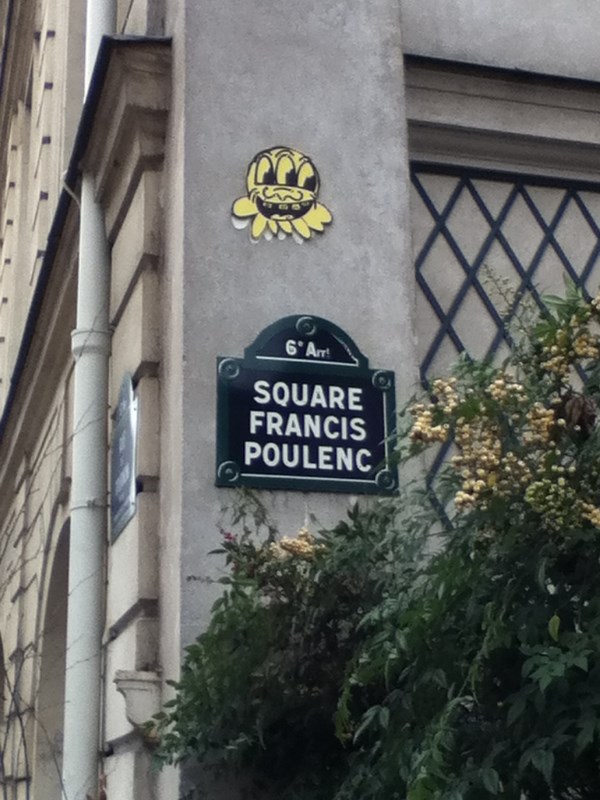 6e Arrt
SQUARE
FRANCIS
POULENC